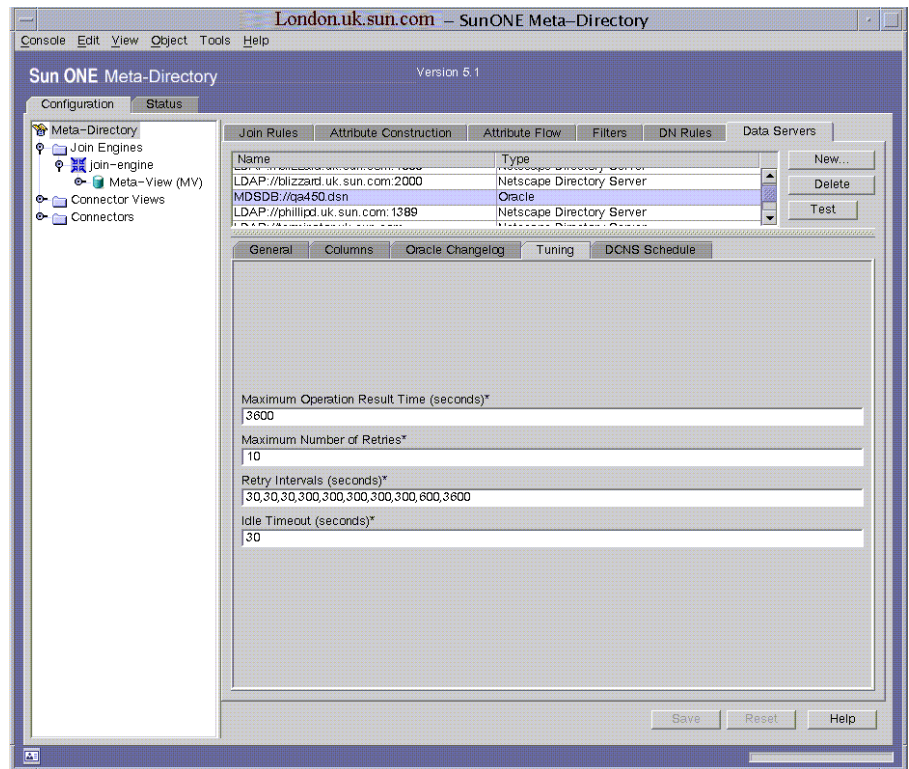 London.uk.sun.com – SunONE Meta–Directory
Console Edit View Object Tools Help
Sun ONE Meta-Directory
Version 5.1
Configuration Status
Meta–Directory
Join Engines
join–engine
Meta–View (MV)
Connector Views
Connectors
Join Rules Attribute Construction Attribute Flow Filters DN Rules Data Servers
Name Type
LDAP://blizzard.uk.sun.com:2000 Netscape Directory Server
MDSDB://qa450.dsn Oracle
LDAP://phillipd.uk.sun.com:1389 Netscape Directory Server
New...
Delete
Test
General Columns Oracle Changelog Tuning DCNS Schedule
Maximum Operation Result Time (seconds)*
3600
Maximum Number of Retries*
10
Retry Intervals (seconds)*
30,30,30,300,300,300,300,300,600,3600
Idle Timeout (seconds)*
30
Save Reset Help